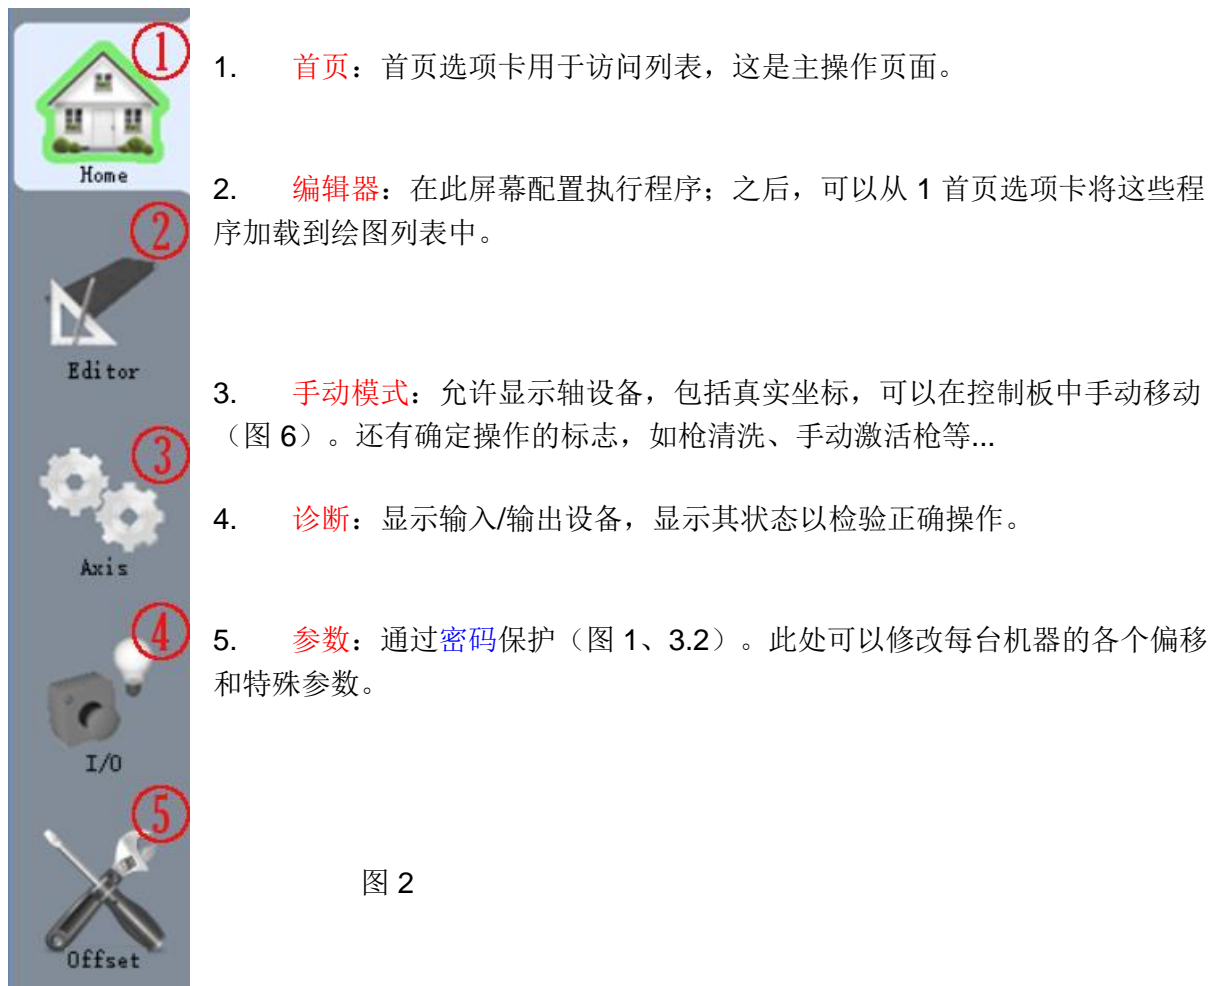 ①
Home
②
Editor
③
Axis
④
I/O
⑤
Offset
1. 首页：首页选项卡用于访问列表，这是主操作页面。
2. 编辑器：在此屏幕配置执行程序；之后，可以从 1 首页选项卡将这些程
序加载到绘图列表中。
3. 手动模式：允许显示轴设备，包括真实坐标，可以在控制板中手动移动
（图 6）。还有确定操作的标志，如枪清洗、手动激活枪等...
4. 诊断：显示输入/输出设备，显示其状态以检验正确操作。
5. 参数：通过密码保护（图 1、3.2）。此处可以修改每台机器的各个偏移
和特殊参数。
图 2